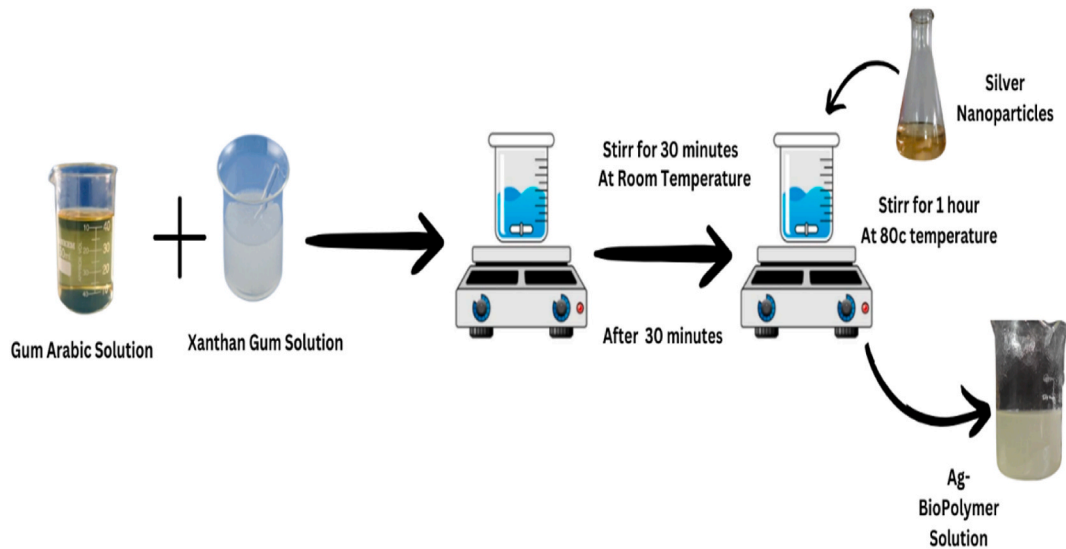 Gum Arabic Solution
Xanthan Gum Solution
Stirr for 30 minutes
At Room Temperature
After 30 minutes
Silver
Nanoparticles
Stirr for 1 hour
At 80c temperature
Ag-
BioPolymer
Solution